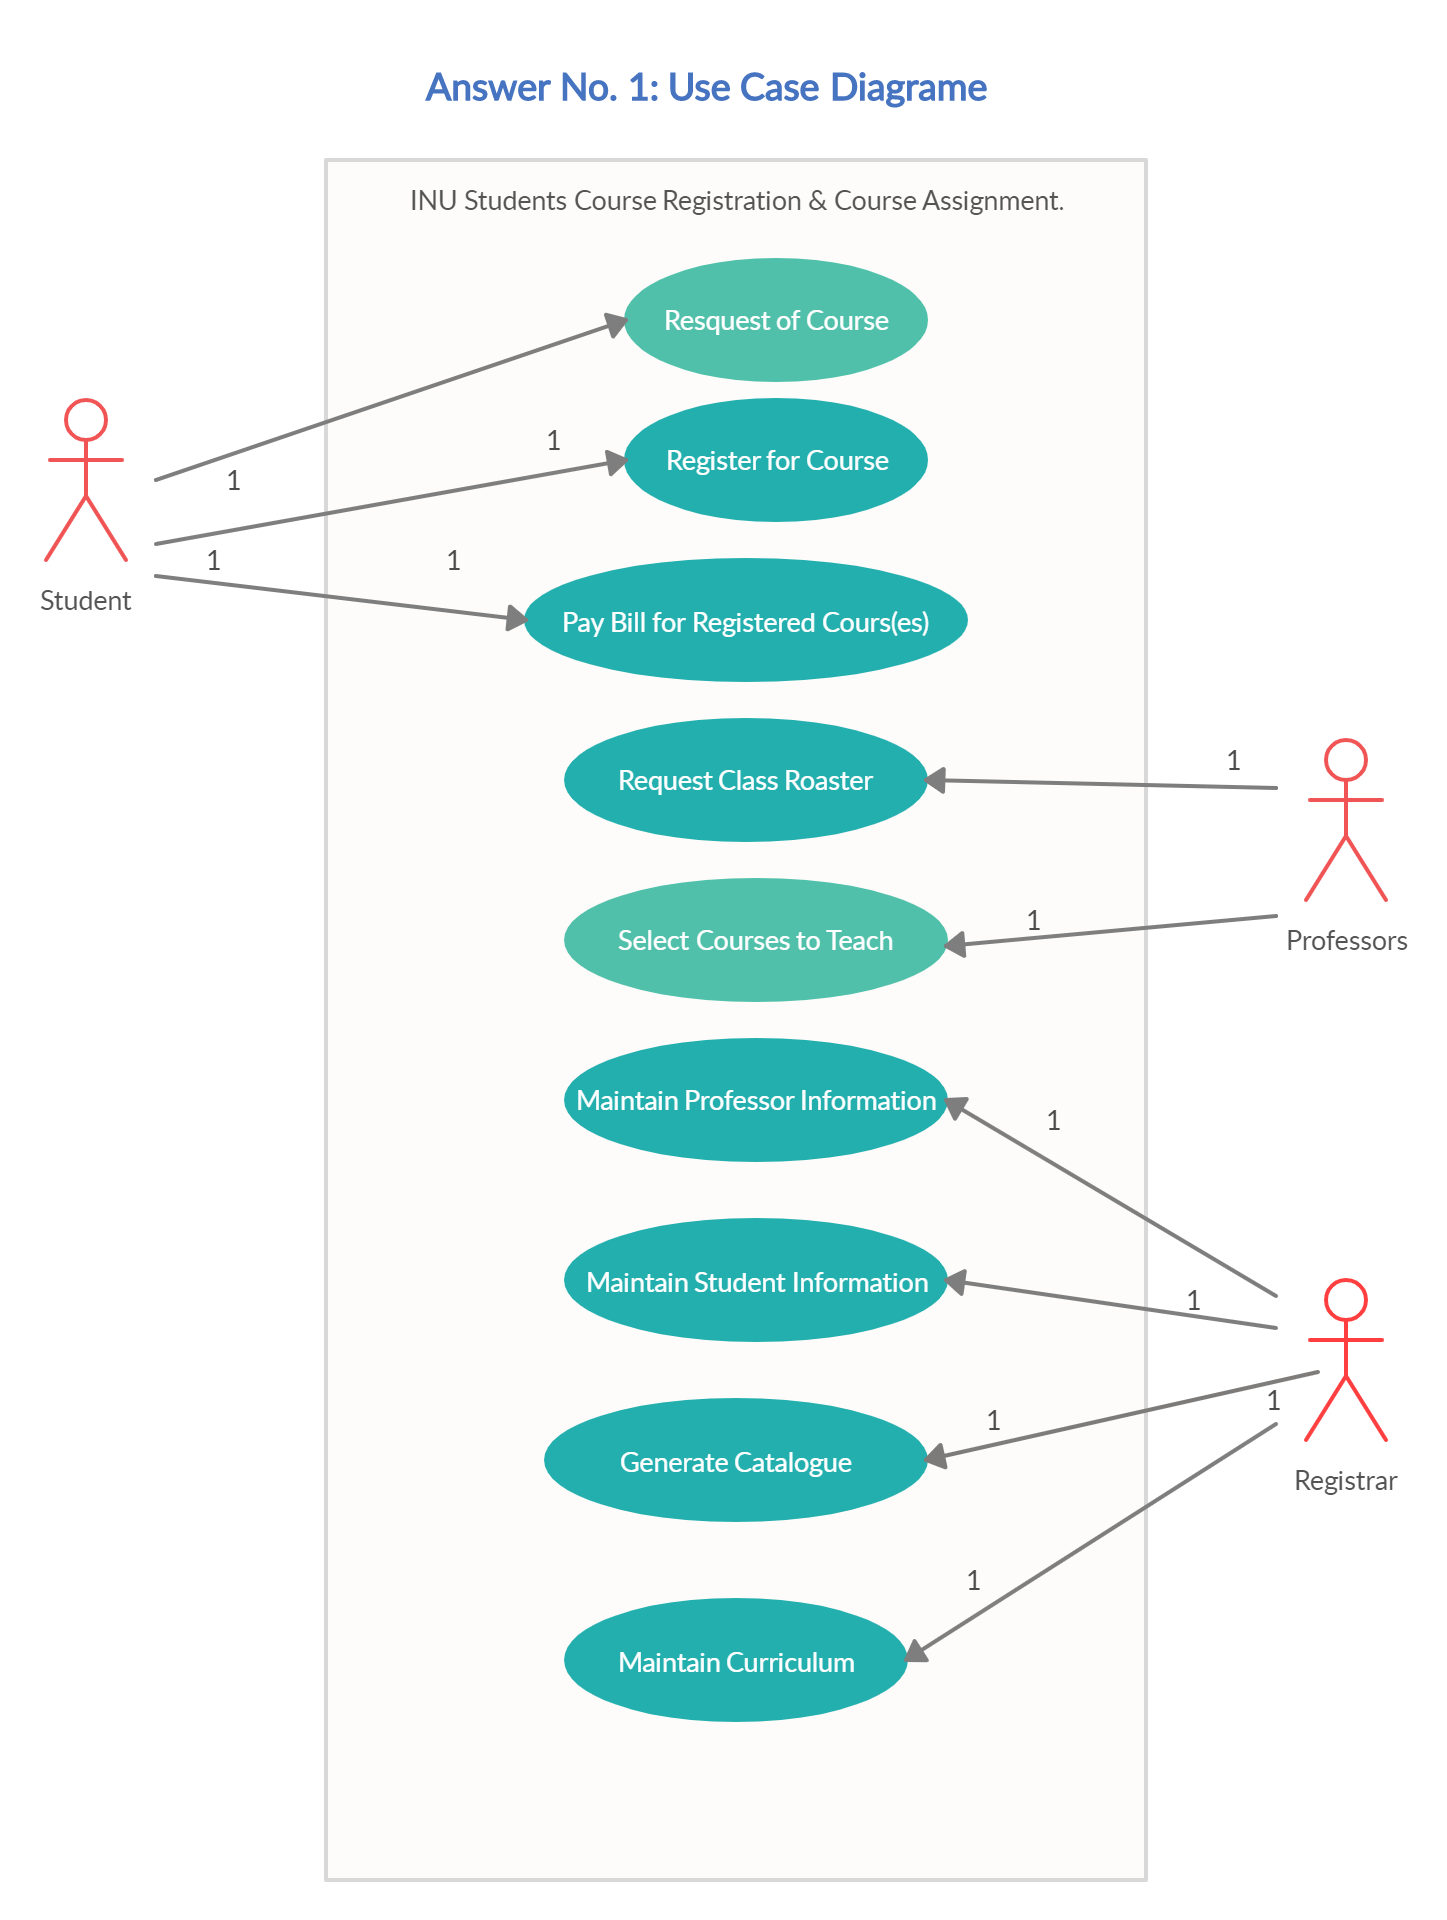 Answer No. 1: Use Case Diagrame
INU Students Course Registration & Course Assignment.
Resquest of Course
1
Register for Course
1
1
1
Student
Pay Bill for Registered Cours(es)
1
Request Class Roaster
1
Select Courses to Teach
Professors
Maintain Professor Information
1
Maintain Student Information
1
1
1
Generate Catalogue
Registrar
1
Maintain Curriculum